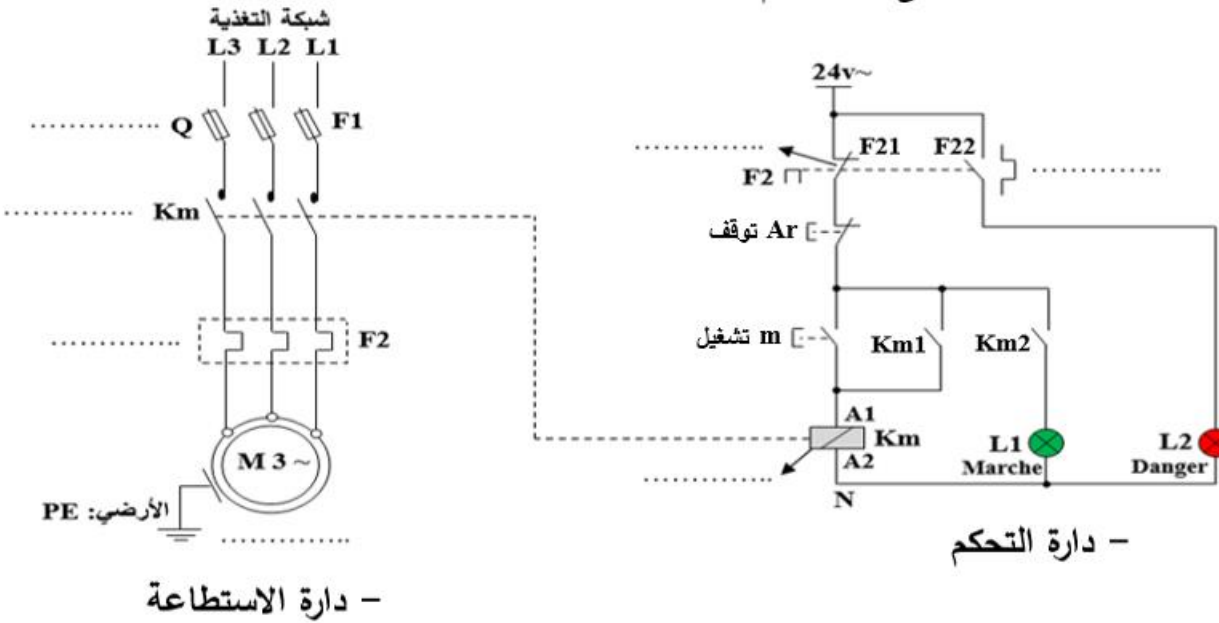 شبكة التغذية
L3 L2 L1
Q F1
Km
F2
M 3 ~
PE :الأرضي
– دارة الاستطاعة
24v~
F21 F22
F2
Ar توقف
m تشغيل
Km1 Km2
A1
Km
A2
L1
Marche
L2
Danger
N
– دارة التحكم